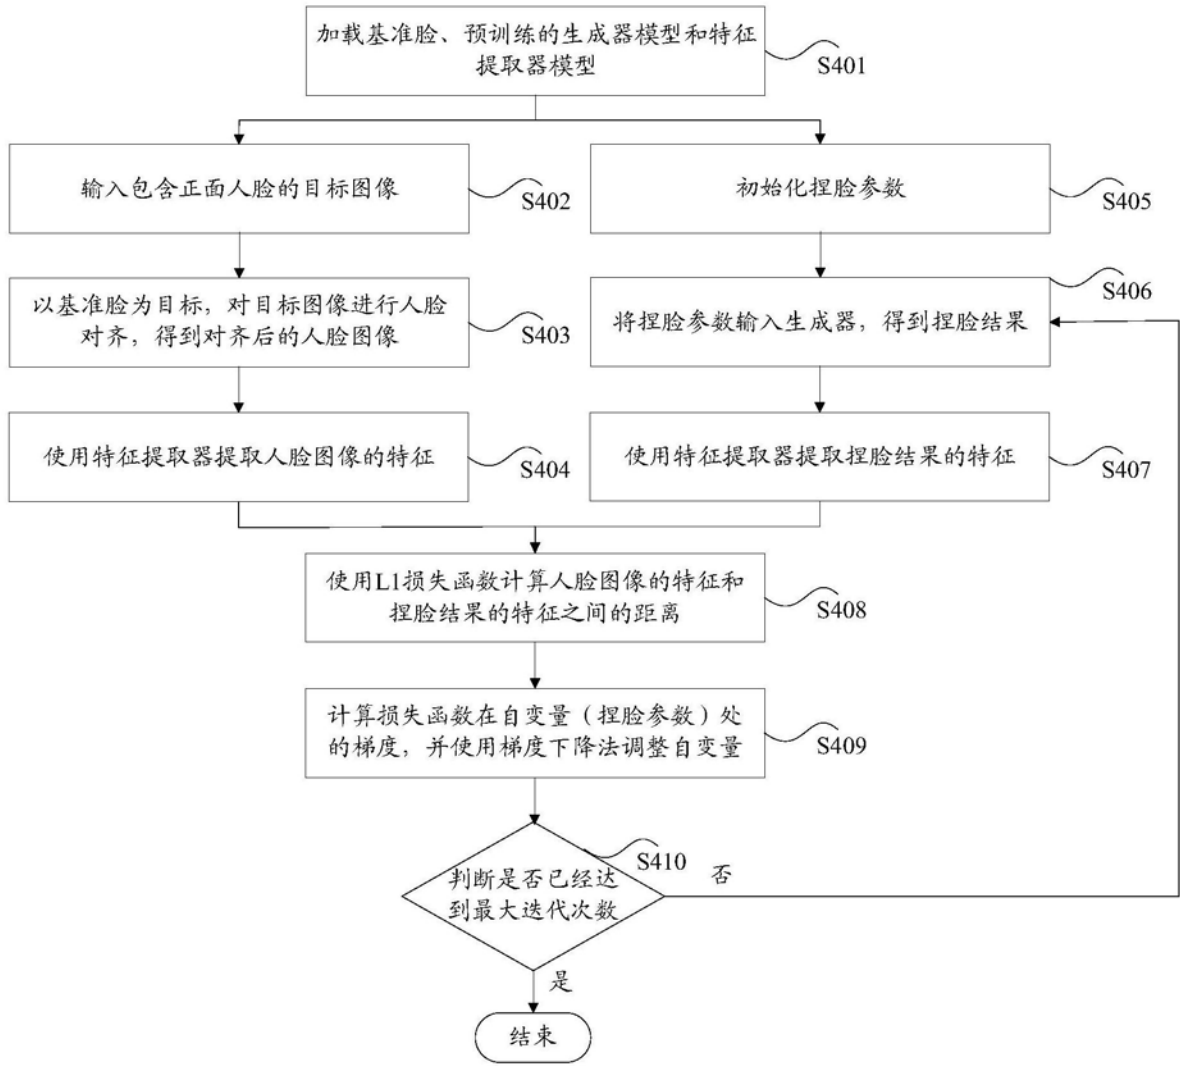 加载基准脸、预训练的生成器模型和特征
提取器模型
S401
输入包含正面人脸的目标图像
S402
以基准脸为目标，对目标图像进行人脸
对齐，得到对齐后的人脸图像
S403
使用特征提取器提取人脸图像的特征
S404
初始化捏脸参数
S405
将捏脸参数输入生成器，得到捏脸结果
S406
使用特征提取器提取捏脸结果的特征
S407
使用L1损失函数计算人脸图像的特征和
捏脸结果的特征之间的距离
S408
计算损失函数在自变量（捏脸参数）处
的梯度，并使用梯度下降法调整自变量
S409
判断是否已经达
到最大迭代次数
S410
否
是
结束